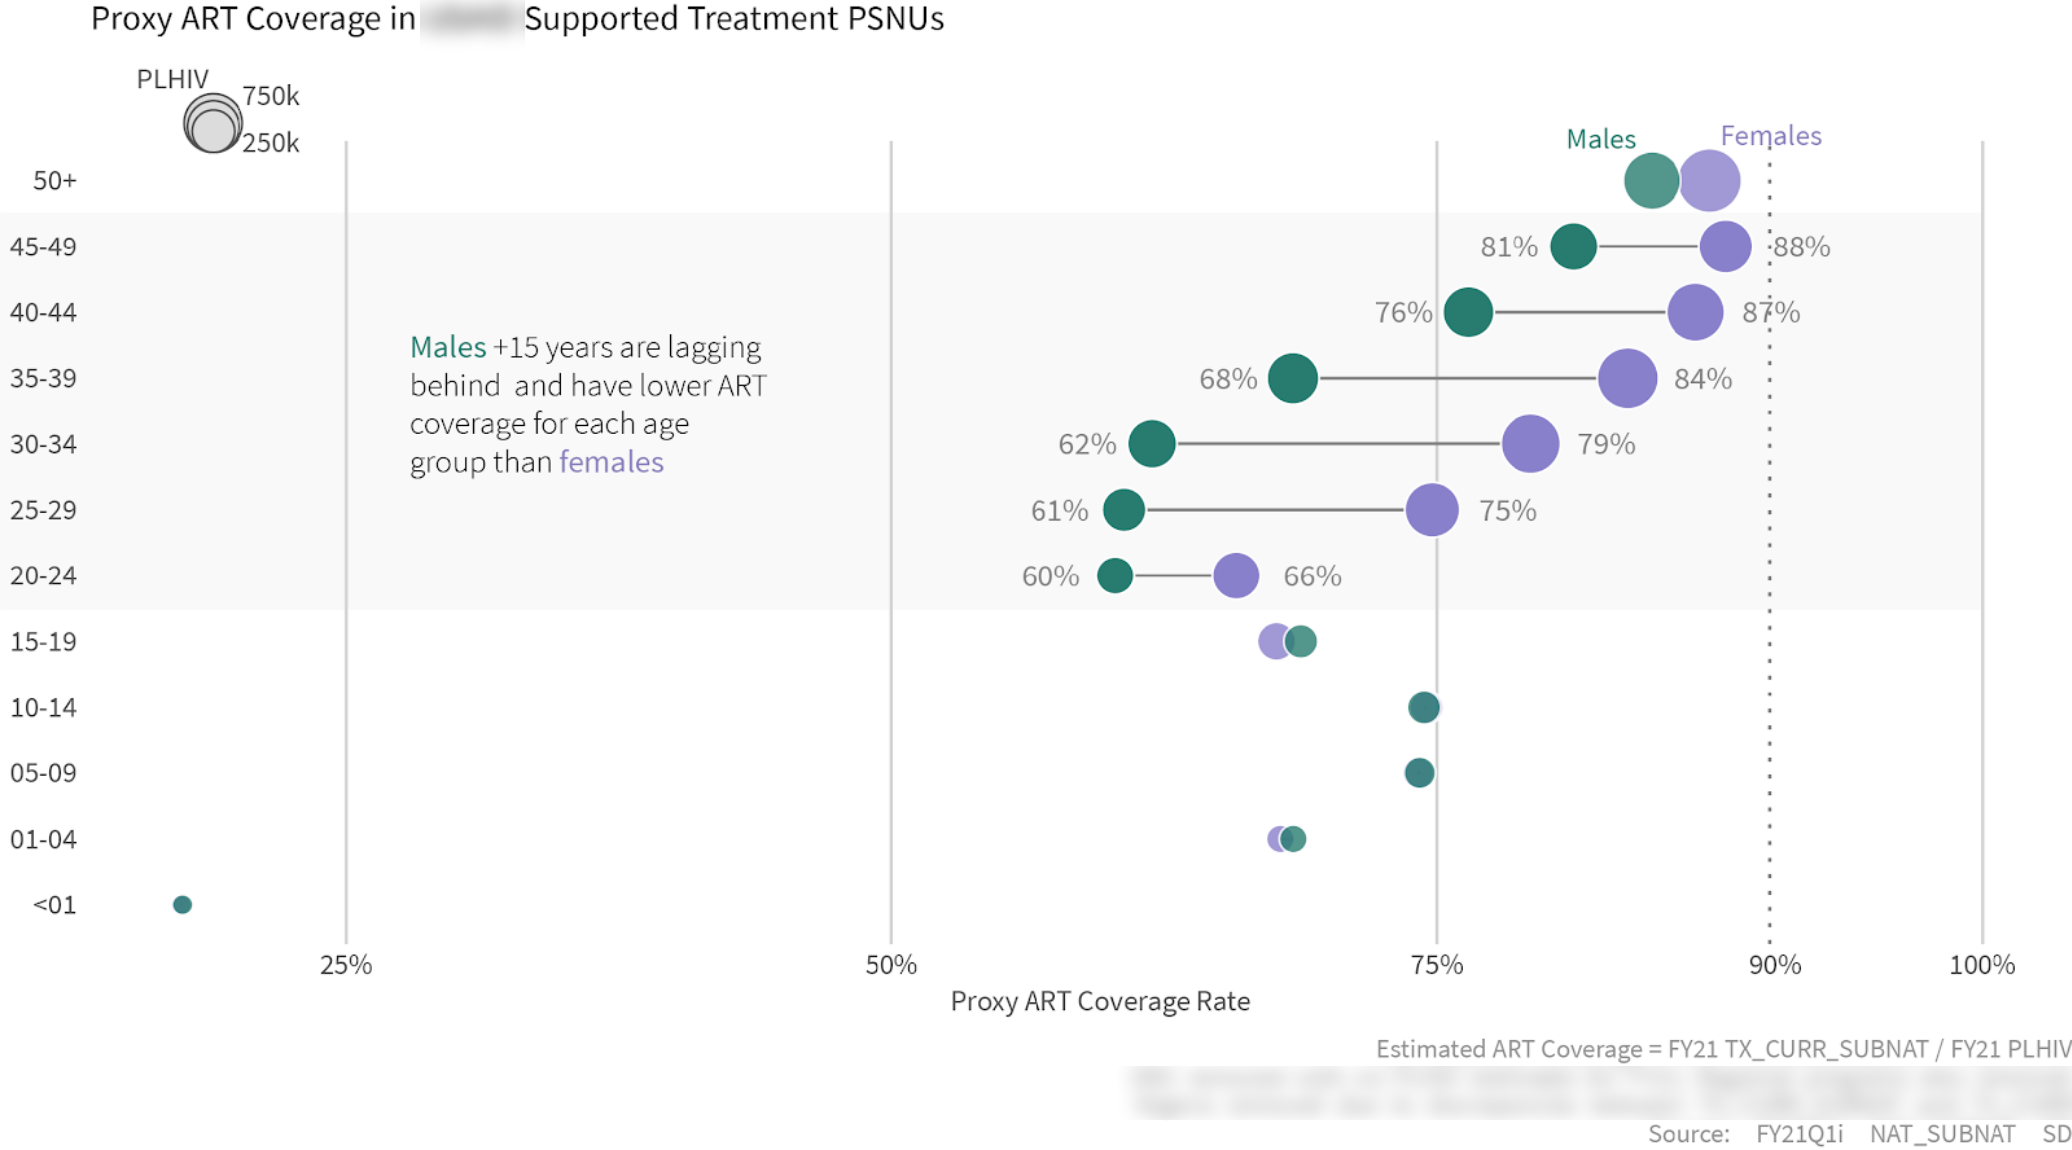 Proxy ART Coverage in Supported Treatment PSNUs
PLHIV
750k
250k
Males Females
50+
45-49 81% 88%
40-44 76% 87%
Males +15 years are lagging
behind and have lower ART
coverage for each age
group than females
35-39 68% 84%
30-34 62% 79%
25-29 61% 75%
20-24 60% 66%
15-19
10-14
05-09
01-04
<01
25% 50% 75% 90% 100%
Proxy ART Coverage Rate
Estimated ART Coverage = FY21 TX_CURR_SUBNAT / FY21 PLHIV
Source: FY21Q1i NAT_SUBNAT SD